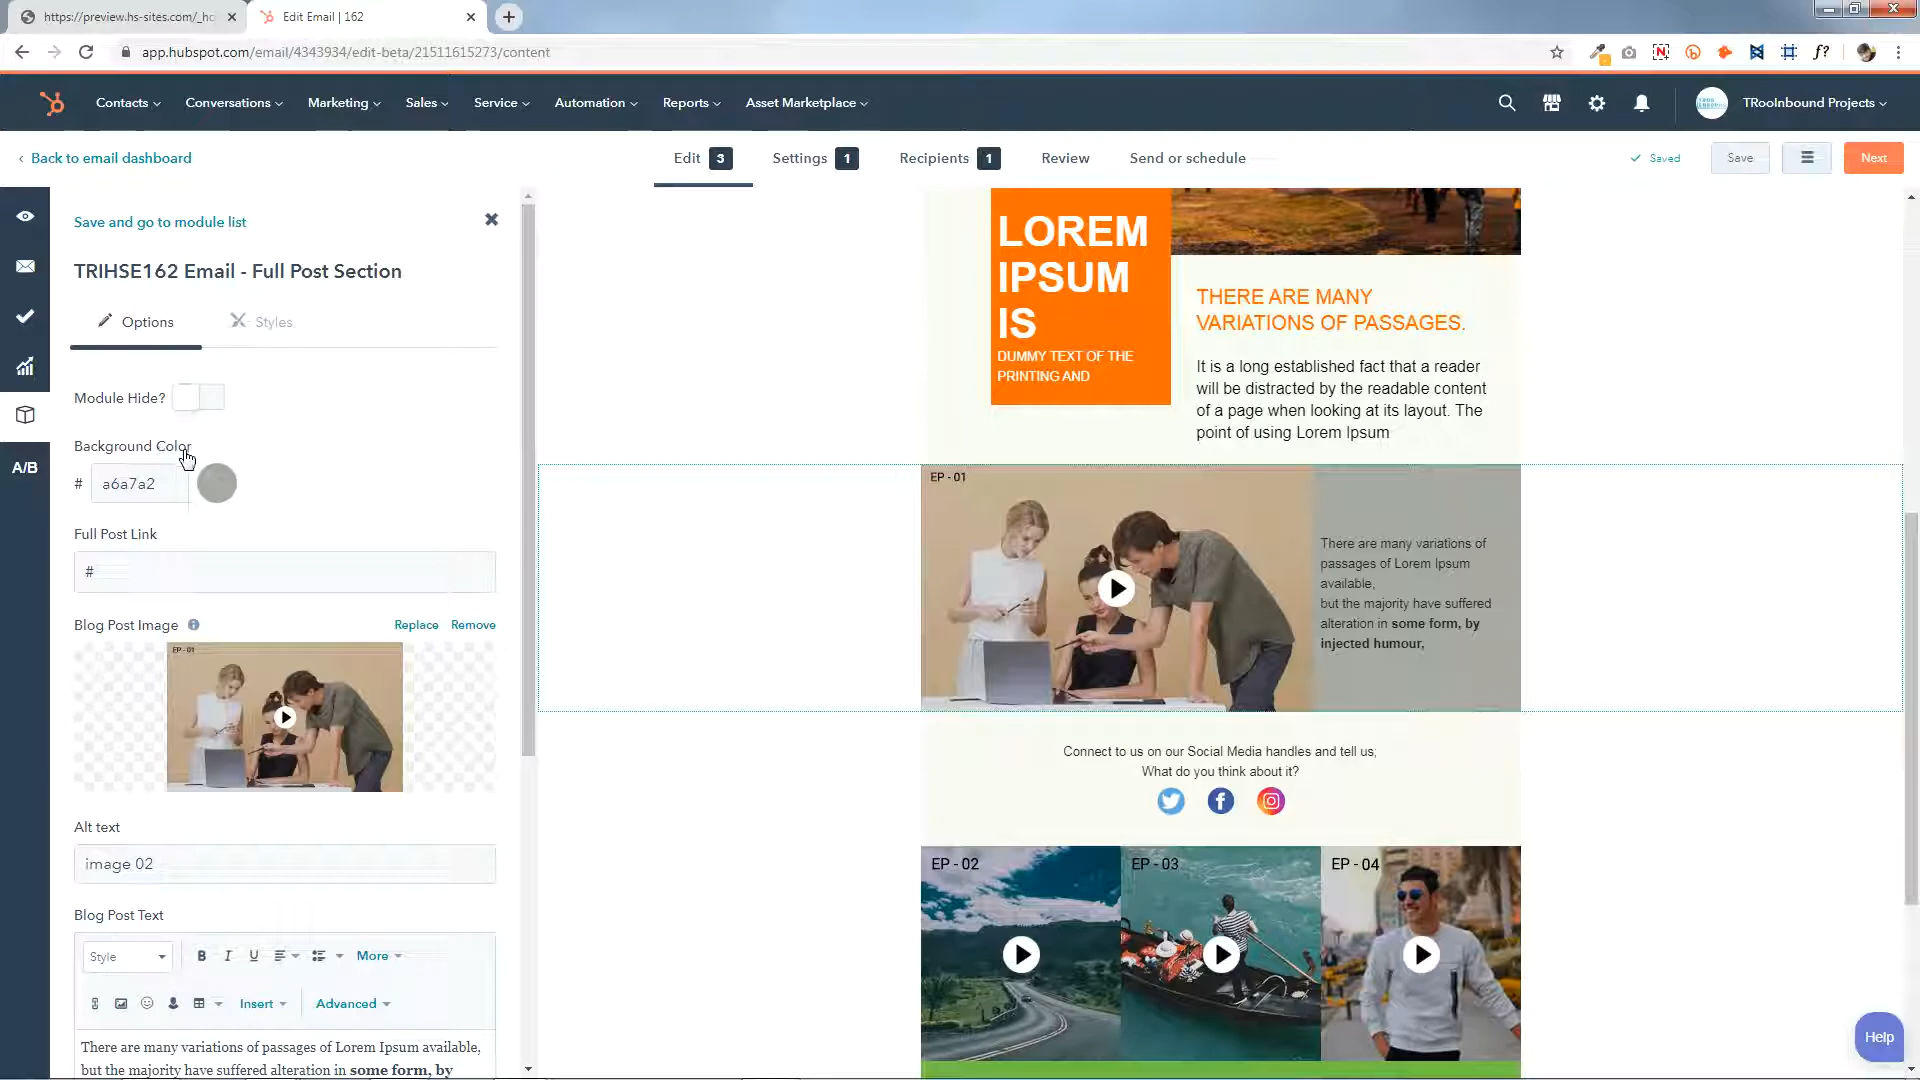 https://preview.hs-sites.com/_hc
Edit Email | 162
app.hubspot.com/email/4343934/edit-beta/21511615273/content
f?
Contacts
Conversations
Marketing
Sales
Service
Automation
Reports
Asset Marketplace
TRooInbound Projects
Back to email dashboard
Edit 3
Settings 1
Recipients 1
Review
Send or schedule
Saved
Save
Next
Save and go to module list
TRIHSE162 Email - Full Post Section
Options
Styles
Module Hide?
Background Color
# a6a7a2
Full Post Link
#
Blog Post Image
Replace
Remove
EP - 01
Alt text
image 02
Blog Post Text
Style
B I U
More
Insert
Advanced
There are many variations of passages of Lorem Ipsum available,
but the majority have suffered alteration in some form, by
A/B
LOREM
IPSUM
IS
DUMMY TEXT OF THE
PRINTING AND
THERE ARE MANY
VARIATIONS OF PASSAGES.
It is a long established fact that a reader
will be distracted by the readable content
of a page when looking at its layout. The
point of using Lorem Ipsum
EP - 01
There are many variations of
passages of Lorem Ipsum
available,
but the majority have suffered
alteration in some form, by
injected humour,
Connect to us on our Social Media handles and tell us;
What do you think about it?
EP - 02
EP - 03
EP - 04
Help